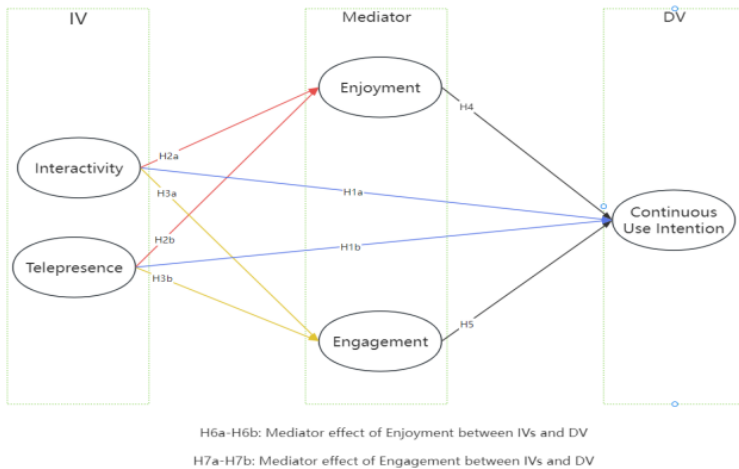 IV
Mediator
DV
Enjoyment
H4
H2a
Interactivity
H3a
H1a
Continuous
Use Intention
H2b
H1b
Telepresence
H3b
H5
Engagement
H6a-H6b: Mediator effect of Enjoyment between IVs and DV
H7a-H7b: Mediator effect of Engagement between IVs and DV